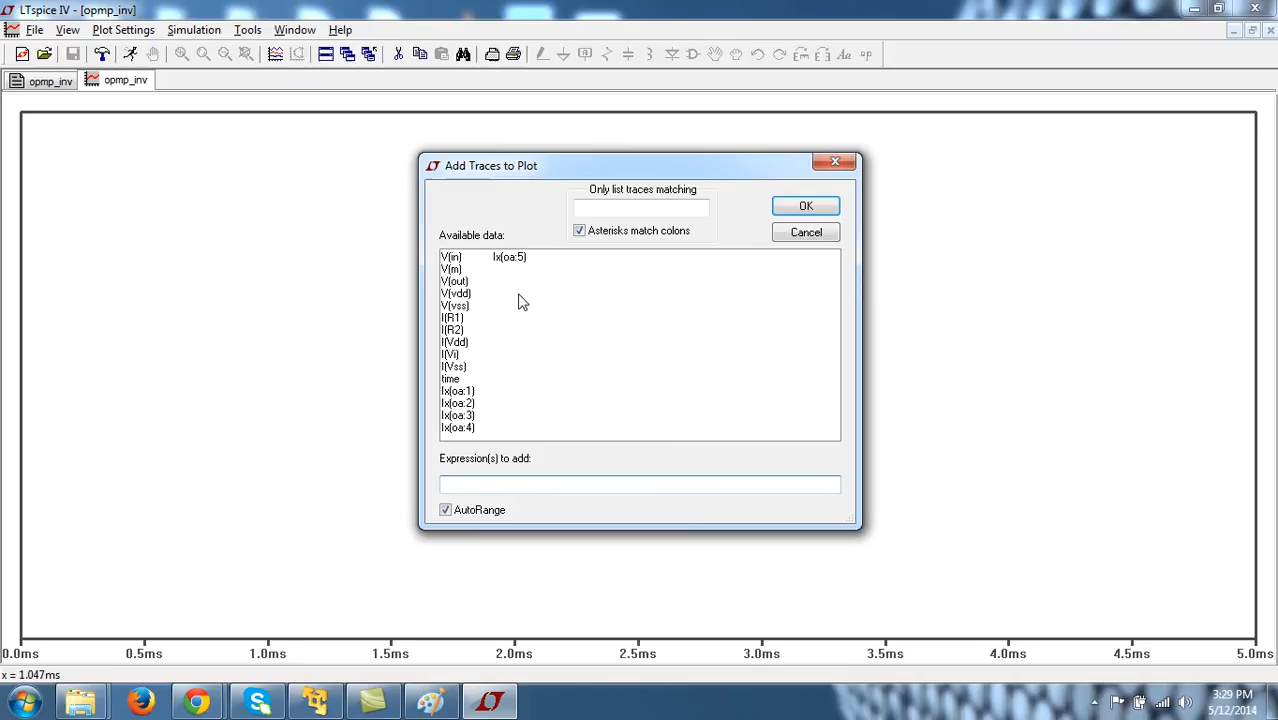 LTspice IV - [opmp_inv]
File View Plot Settings Simulation Tools Window Help
opmp_inv opmp_inv
Add Traces to Plot
Only list traces matching
OK
Asterisks match colons
Cancel
Available data:
V(in) Ix(oa:5)
V(m)
V(out)
V(vdd)
V(vss)
I(R1)
I(R2)
I(Vdd)
I(Vi)
I(Vss)
time
Ix(oa:1)
Ix(oa:2)
Ix(oa:3)
Ix(oa:4)
Expression(s) to add:
AutoRange
0.0ms 0.5ms 1.0ms 1.5ms 2.0ms 2.5ms 3.0ms 3.5ms 4.0ms 4.5ms 5.0ms
x = 1.047ms
3:29 PM
5/12/2014